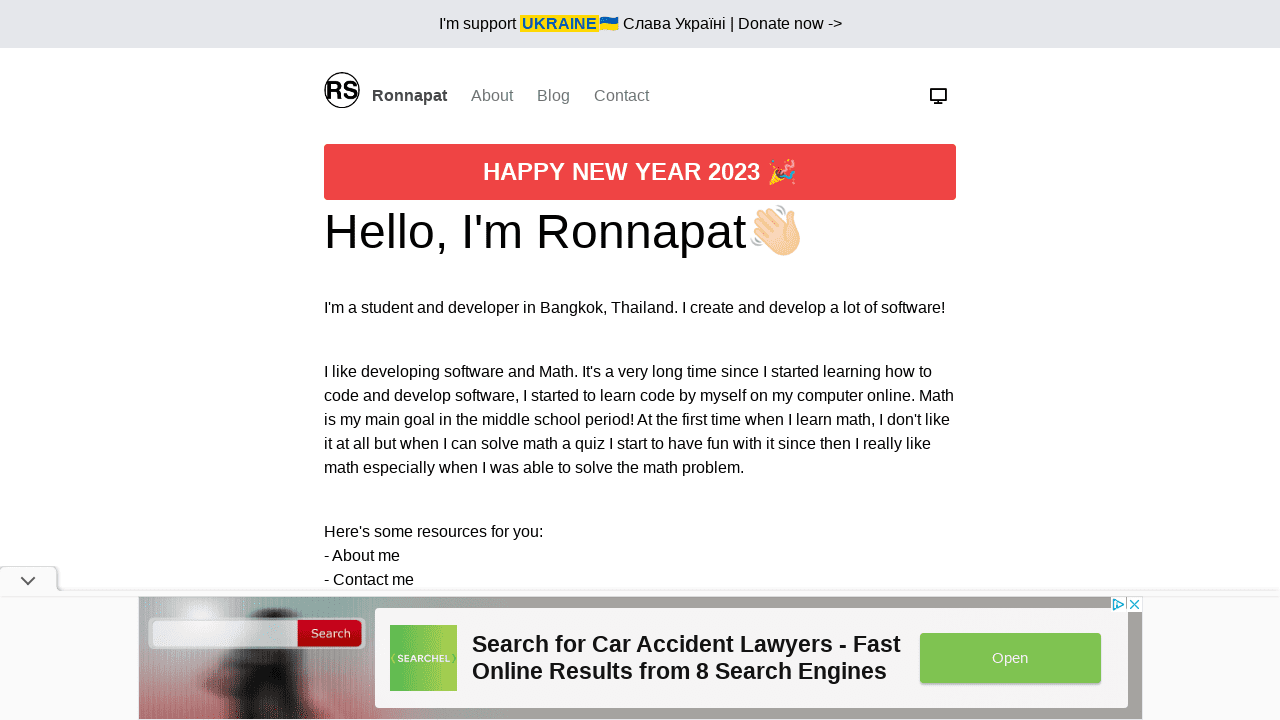 I'm support UKRAINE🇺🇦 Слава Україні | Donate now ->
RS Ronnapat About Blog Contact
HAPPY NEW YEAR 2023 🎉
Hello, I'm Ronnapat👋🏻
I'm a student and developer in Bangkok, Thailand. I create and develop a lot of software!
I like developing software and Math. It's a very long time since I started learning how to
code and develop software, I started to learn code by myself on my computer online. Math
is my main goal in the middle school period! At the first time when I learn math, I don't like
it at all but when I can solve math a quiz I start to have fun with it since then I really like
math especially when I was able to solve the math problem.
Here's some resources for you:
- About me
- Contact me
Search
SEARCHEL
Search for Car Accident Lawyers - Fast
Online Results from 8 Search Engines
Open